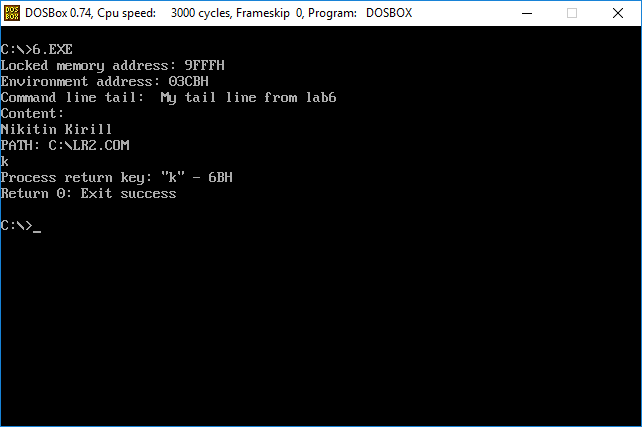 DOS BOX
DOSBox 0.74, Cpu speed:    3000 cycles, Frameskip  0, Program:   DOSBOX
C:\>6.EXE
Locked memory address: 9FFFH
Environment address: 03CBH
Command line tail:  My tail line from lab6
Content:
Nikitin Kirill
PATH: C:\LR2.COM
k
Process return key: "k" - 6BH
Return 0: Exit success
C:\>_